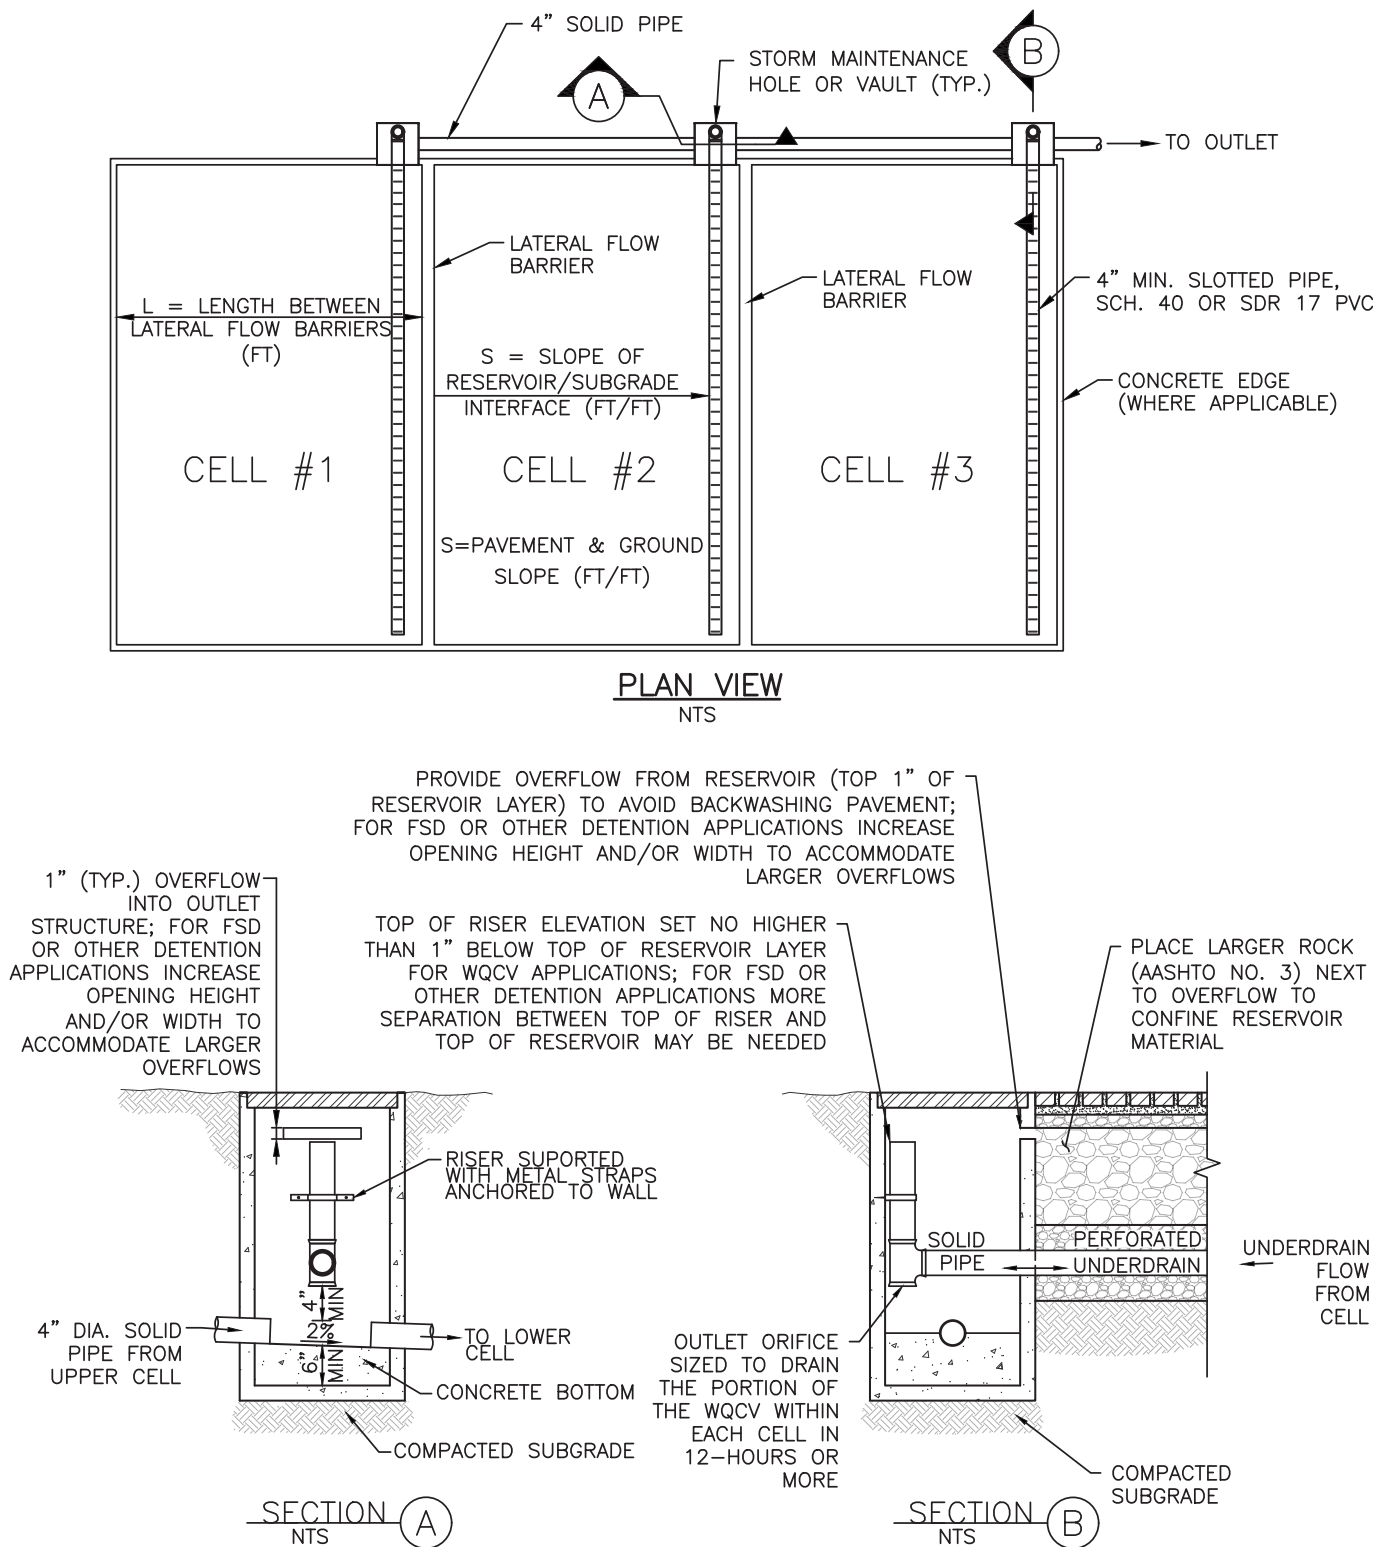 4” SOLID PIPE
A
STORM MAINTENANCE
HOLE OR VAULT (TYP.)
B
TO OUTLET
LATERAL FLOW
BARRIER
LATERAL FLOW
BARRIER
4” MIN. SLOTTED PIPE,
SCH. 40 OR SDR 17 PVC
L = LENGTH BETWEEN
LATERAL FLOW BARRIERS
(FT)
S = SLOPE OF
RESERVOIR/SUBGRADE
INTERFACE (FT/FT)
CONCRETE EDGE
(WHERE APPLICABLE)
CELL #1
CELL #2
CELL #3
S=PAVEMENT & GROUND
SLOPE (FT/FT)
PLAN VIEW
NTS
PROVIDE OVERFLOW FROM RESERVOIR (TOP 1” OF
RESERVOIR LAYER) TO AVOID BACKWASHING PAVEMENT;
FOR FSD OR OTHER DETENTION APPLICATIONS INCREASE
OPENING HEIGHT AND/OR WIDTH TO ACCOMMODATE
LARGER OVERFLOWS
1” (TYP.) OVERFLOW
INTO OUTLET
STRUCTURE; FOR FSD
OR OTHER DETENTION
APPLICATIONS INCREASE
OPENING HEIGHT
AND/OR WIDTH TO
ACCOMMODATE LARGER
OVERFLOWS
TOP OF RISER ELEVATION SET NO HIGHER
THAN 1” BELOW TOP OF RESERVOIR LAYER
FOR WQCV APPLICATIONS; FOR FSD OR
OTHER DETENTION APPLICATIONS MORE
SEPARATION BETWEEN TOP OF RISER AND
TOP OF RESERVOIR MAY BE NEEDED
PLACE LARGER ROCK
(AASHTO NO. 3) NEXT
TO OVERFLOW TO
CONFINE RESERVOIR
MATERIAL
RISER SUPORTED
WITH METAL STRAPS
ANCHORED TO WALL
4” MIN
2%
6” MIN
4” DIA. SOLID
PIPE FROM
UPPER CELL
TO LOWER
CELL
CONCRETE BOTTOM
COMPACTED SUBGRADE
SECTION A
NTS
SOLID
PIPE
PERFORATED
UNDERDRAIN
UNDERDRAIN
FLOW
FROM
CELL
OUTLET ORIFICE
SIZED TO DRAIN
THE PORTION OF
THE WQCV WITHIN
EACH CELL IN
12-HOURS OR
MORE
COMPACTED
SUBGRADE
SECTION B
NTS